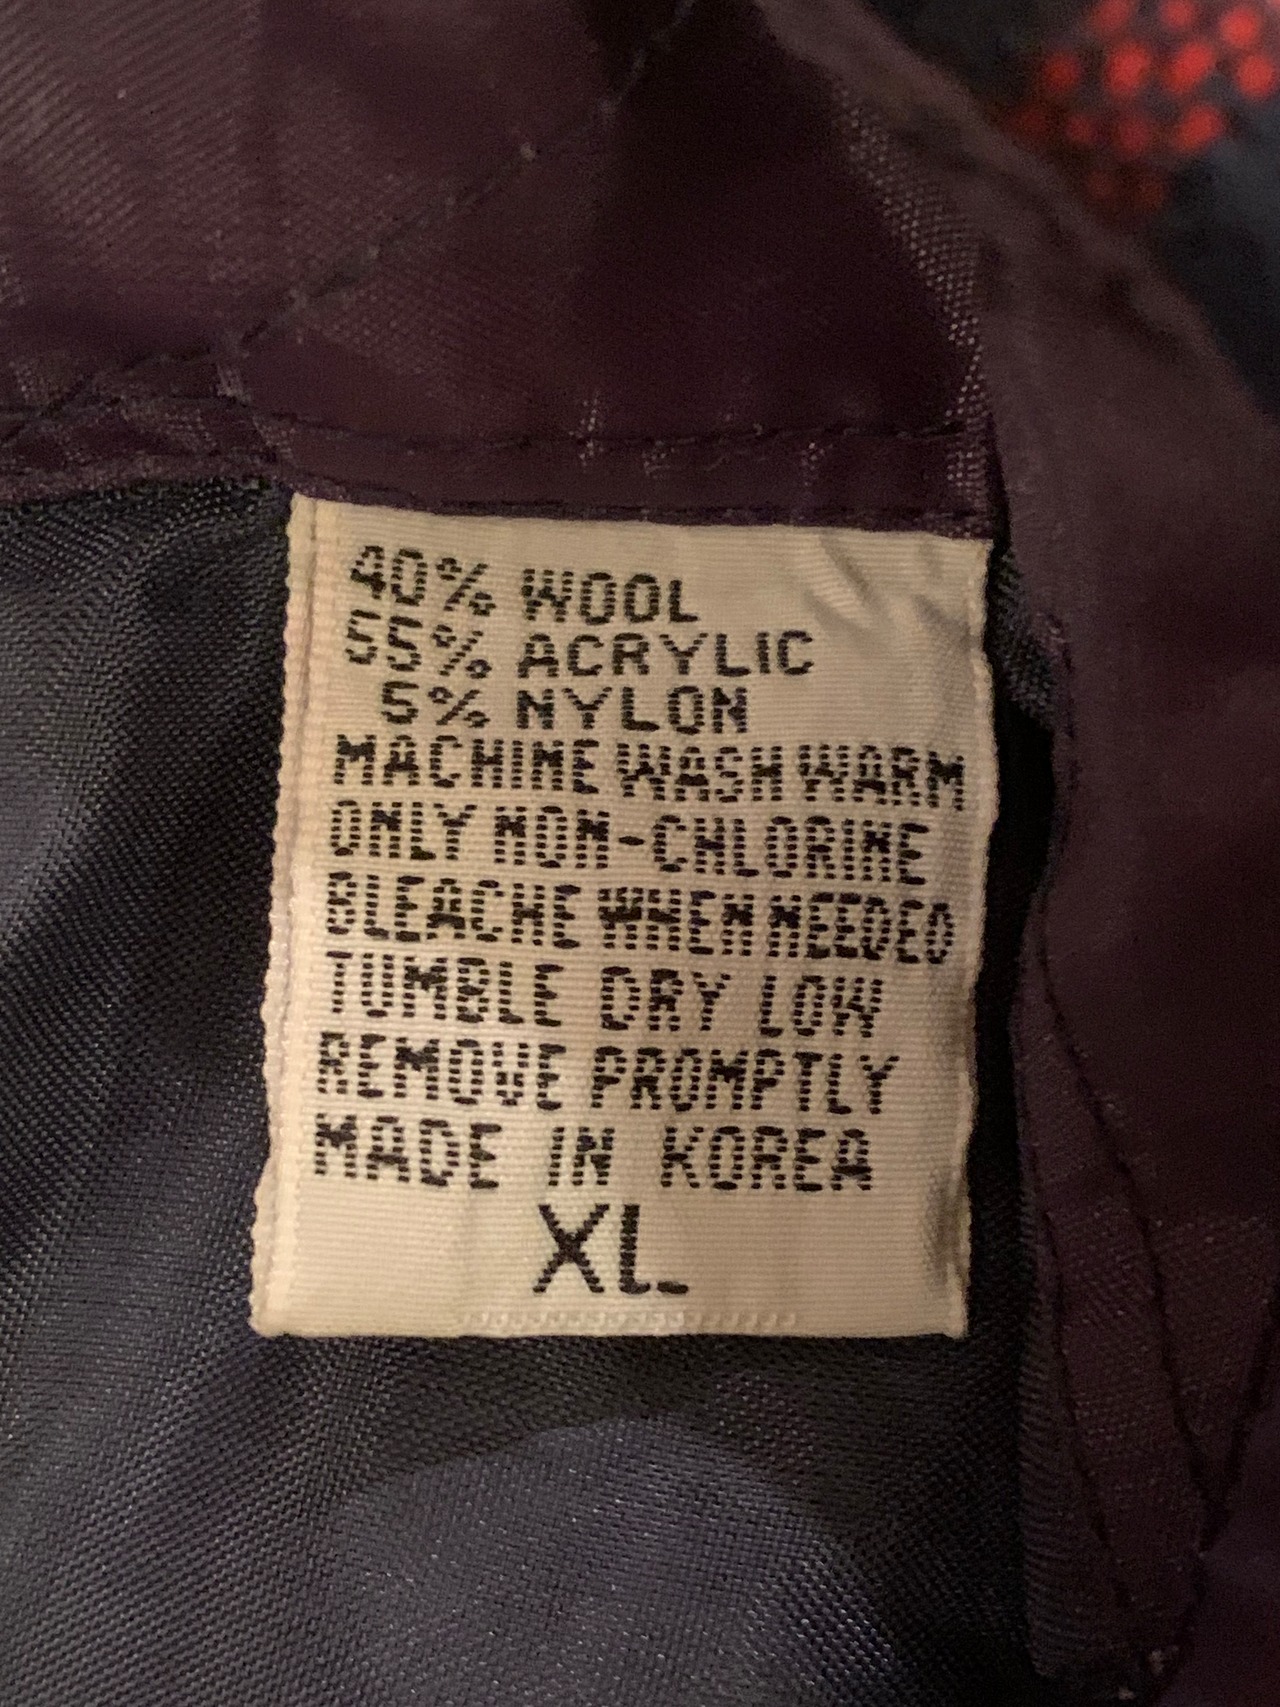 40% WOOL
55% ACRYLIC
5% NYLON
MACHINE WASH WARM
ONLY NON-CHLORINE
BLEACHE WHEN NEEDED
TUMBLE DRY LOW
REMOVE PROMPTLY
MADE IN KOREA
XL